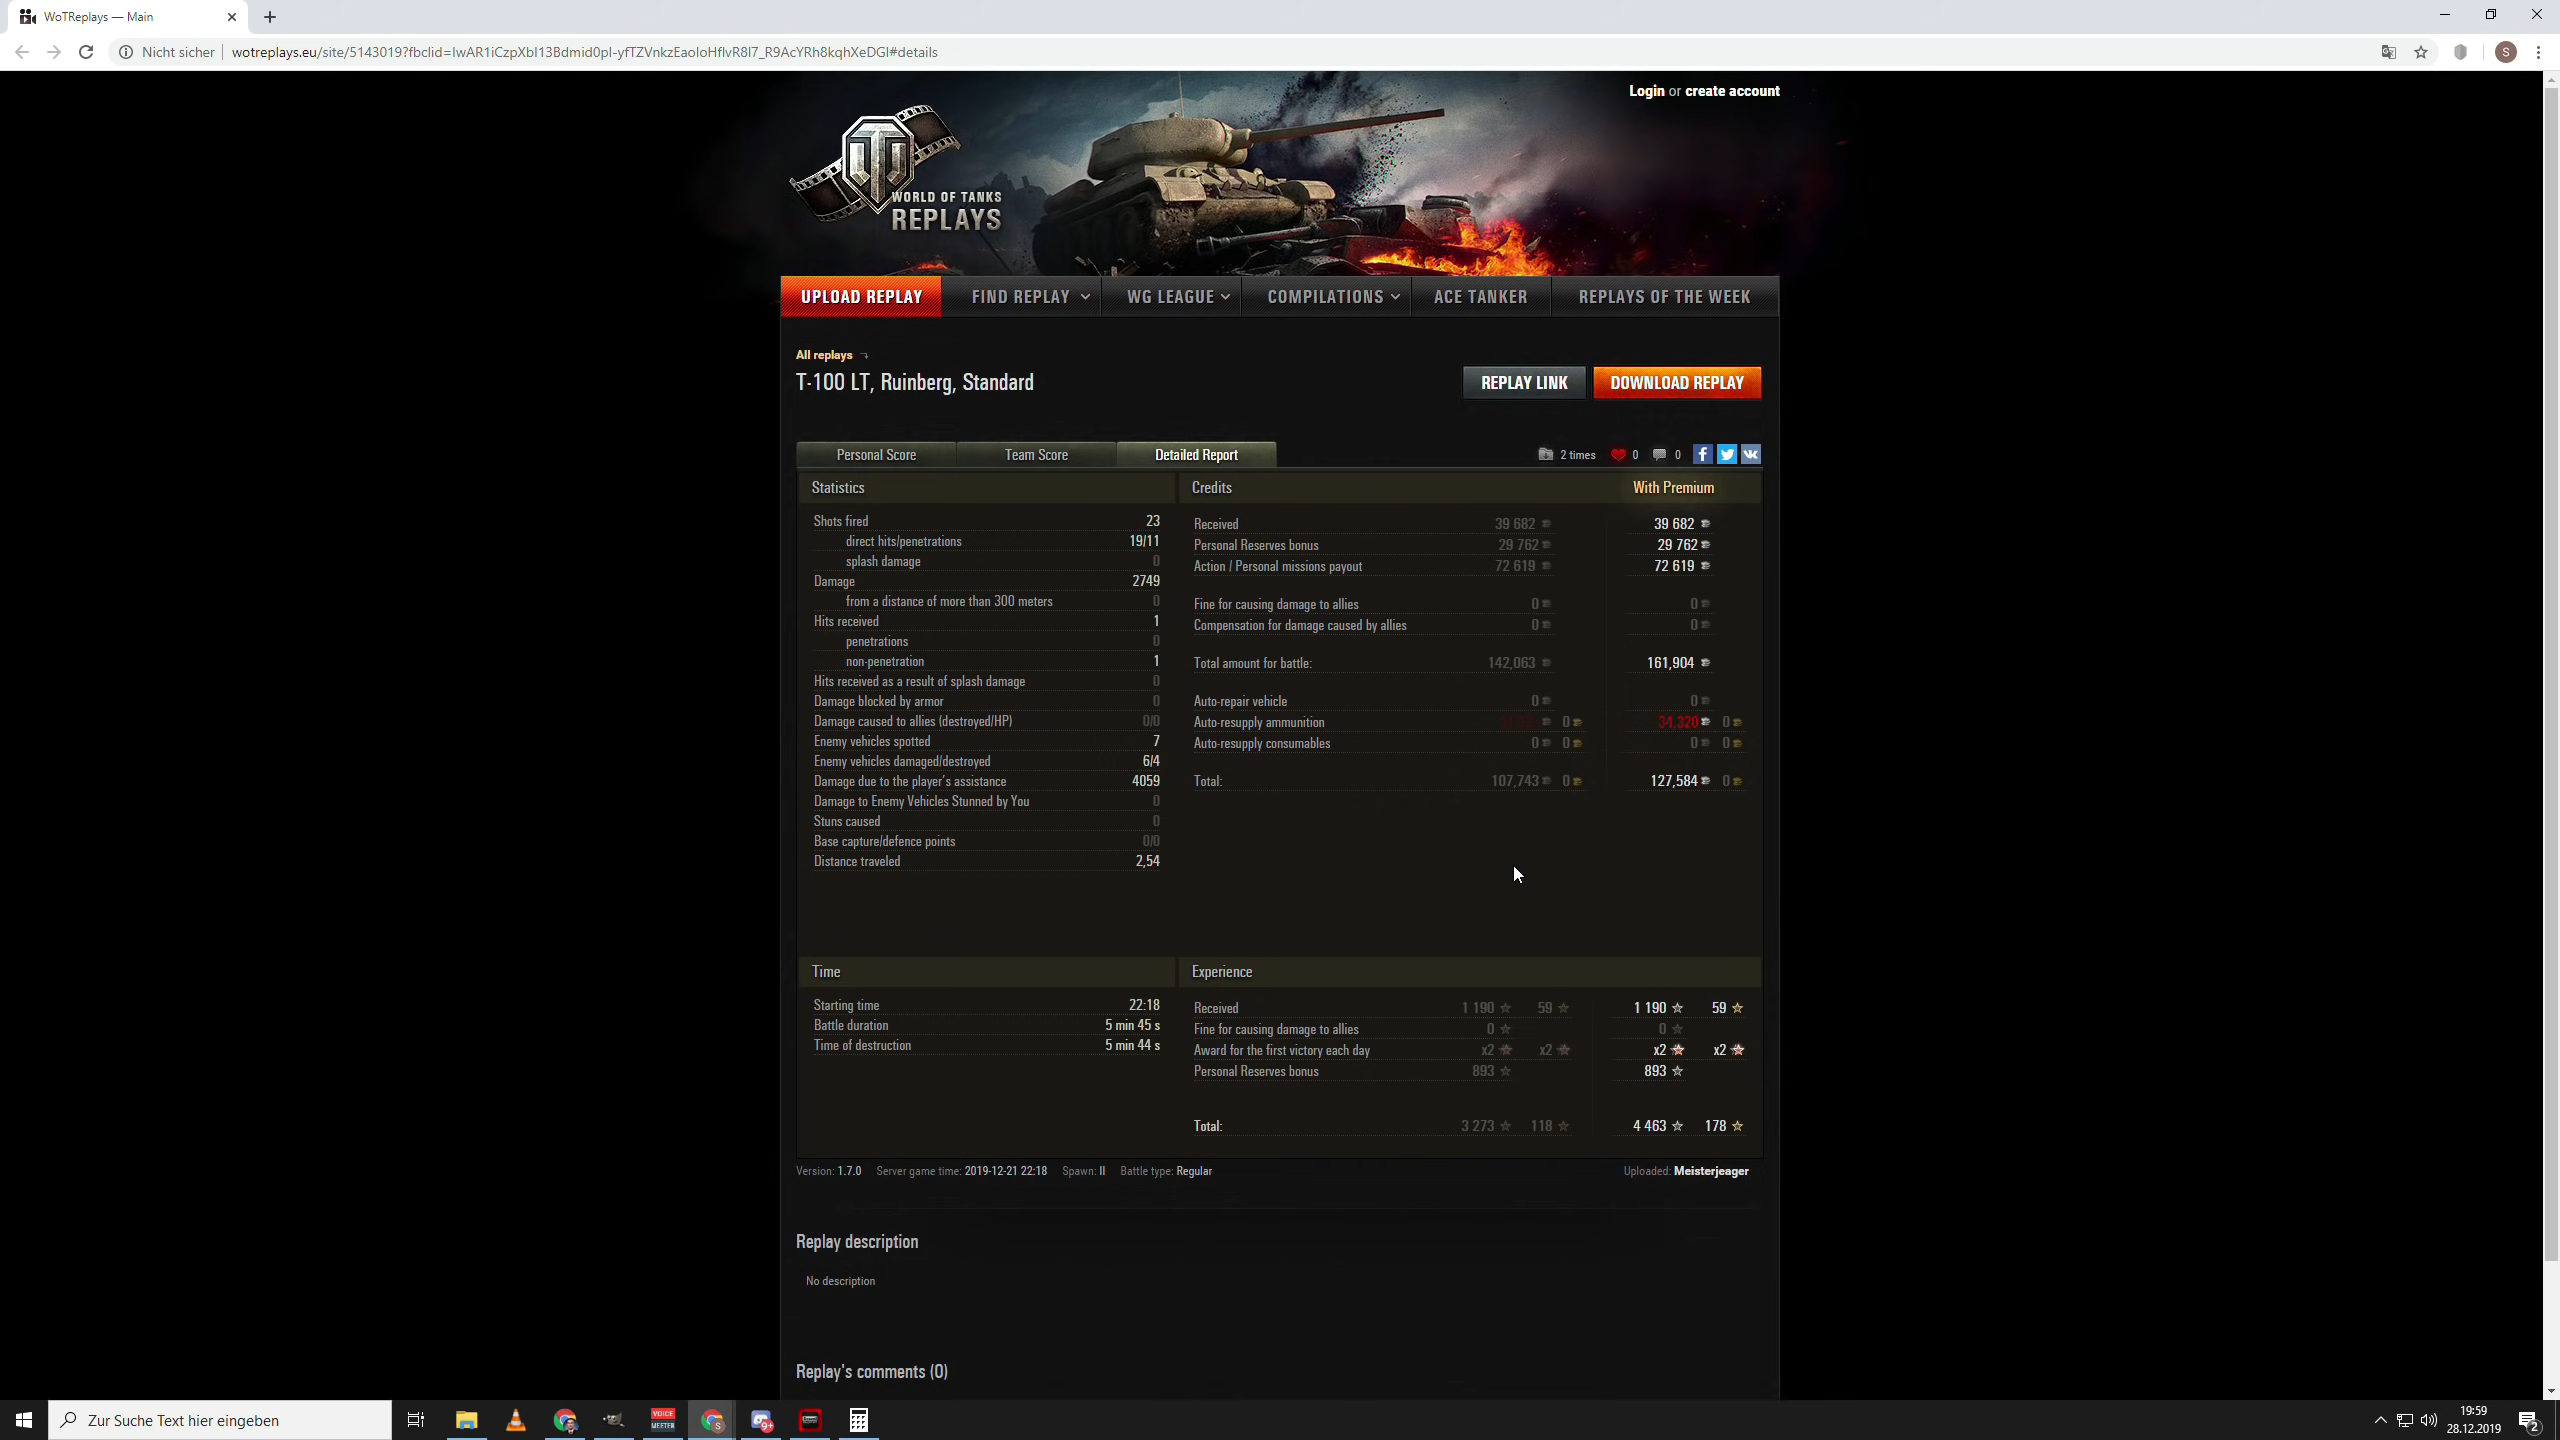 WoTReplays — Main
Nicht sicher
wotreplays.eu/site/5143019?fbclid=IwAR1iCzpXbI13Bdmid0pI-yfTZVnkzEaoIoHflvR8I7_R9AcYRh8kqhXeDGI#details
S
Login or create account
WORLD OF TANKS
REPLAYS
UPLOAD REPLAY FIND REPLAY WG LEAGUE COMPILATIONS ACE TANKER REPLAYS OF THE WEEK
All replays
T-100 LT, Ruinberg, Standard
REPLAY LINK DOWNLOAD REPLAY
Personal Score Team Score Detailed Report 2 times 0 0
Statistics
Shots fired 23
direct hits/penetrations 19/11
splash damage 0
Damage 2749
from a distance of more than 300 meters 0
Hits received 1
penetrations 0
non-penetration 1
Hits received as a result of splash damage 0
Damage blocked by armor 0
Damage caused to allies (destroyed/HP) 0/0
Enemy vehicles spotted 7
Enemy vehicles damaged/destroyed 6/4
Damage due to the player's assistance 4059
Damage to Enemy Vehicles Stunned by You 0
Stuns caused 0
Base capture/defence points 0/0
Distance traveled 2,54
Credits With Premium
Received 39 682 39 682
Personal Reserves bonus 29 762 29 762
Action / Personal missions payout 72 619 72 619
Fine for causing damage to allies 0 0
Compensation for damage caused by allies 0 0
Total amount for battle: 142,063 161,904
Auto-repair vehicle 0 0
Auto-resupply ammunition 0 34,320 0
Auto-resupply consumables 0 0 0 0
Total: 107,743 0 127,584 0
Time
Starting time 22:18
Battle duration 5 min 45 s
Time of destruction 5 min 44 s
Experience
Received 1 190 59 1 190 59
Fine for causing damage to allies 0 0
Award for the first victory each day x2 x2 x2 x2
Personal Reserves bonus 893 893
Total: 3 273 118 4 463 178
Version: 1.7.0 Server game time: 2019-12-21 22:18 Spawn: II Battle type: Regular Uploaded: Meisterjeager
Replay description
No description
Replay's comments (0)
Zur Suche Text hier eingeben
VOICE
MEETER
S
9+
19:59
28.12.2019
2